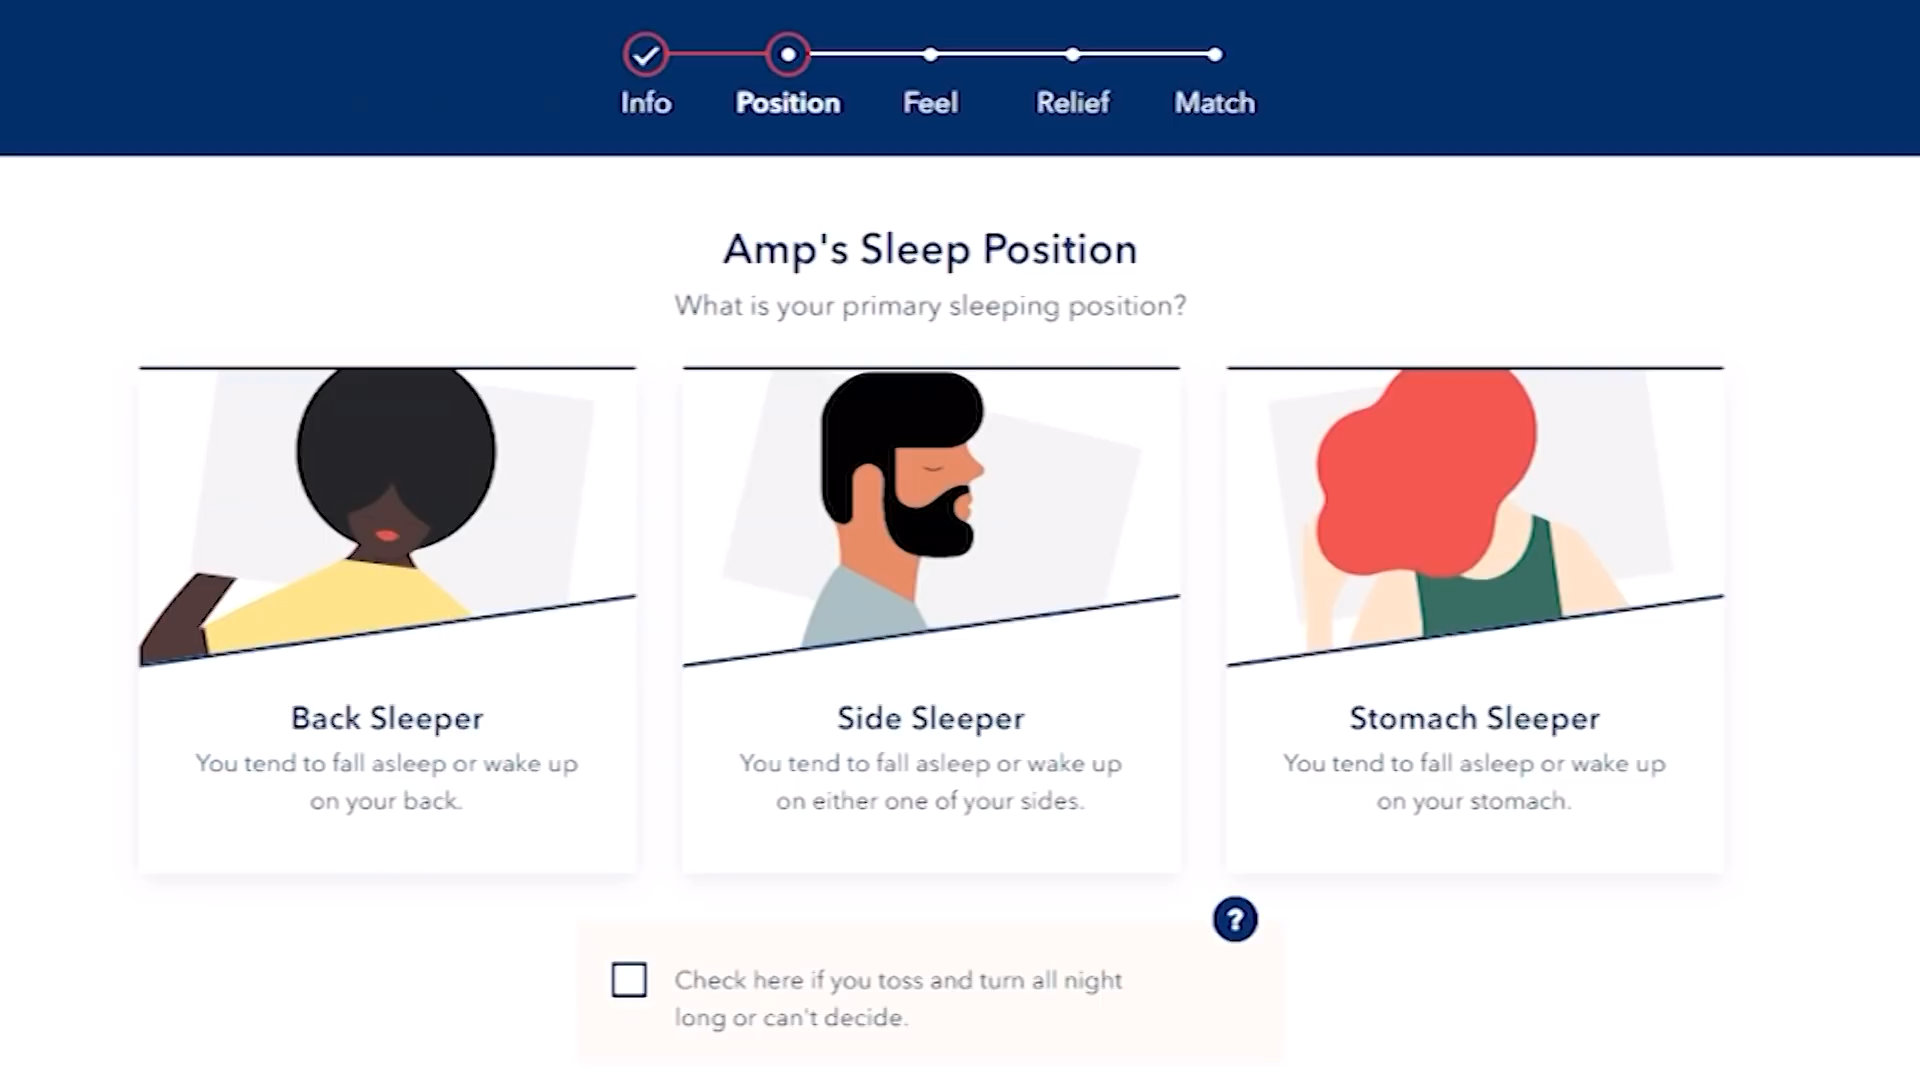 Info
Position
Feel
Relief
Match
Amp's Sleep Position
What is your primary sleeping position?
Back Sleeper
You tend to fall asleep or wake up
on your back.
Side Sleeper
You tend to fall asleep or wake up
on either one of your sides.
Stomach Sleeper
You tend to fall asleep or wake up
on your stomach.
?
Check here if you toss and turn all night
long or can't decide.